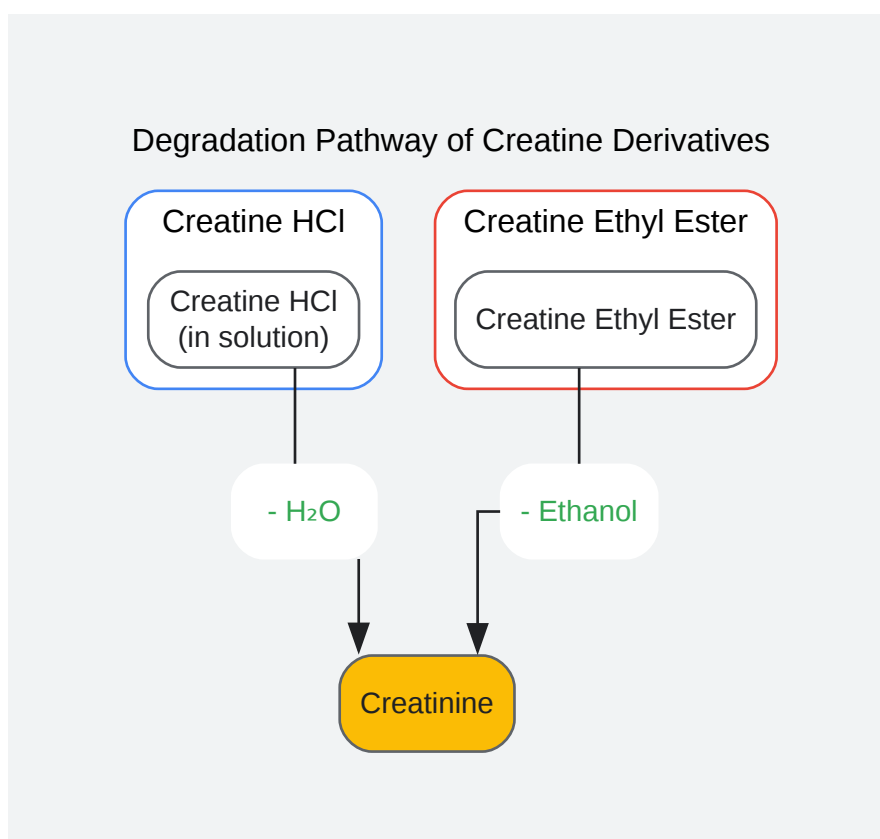 Degradation Pathway of Creatine Derivatives
Creatine HCl
Creatine Ethyl Ester
Creatine HCl
(in solution)
Creatine Ethyl Ester
- H₂O
- Ethanol
Creatinine